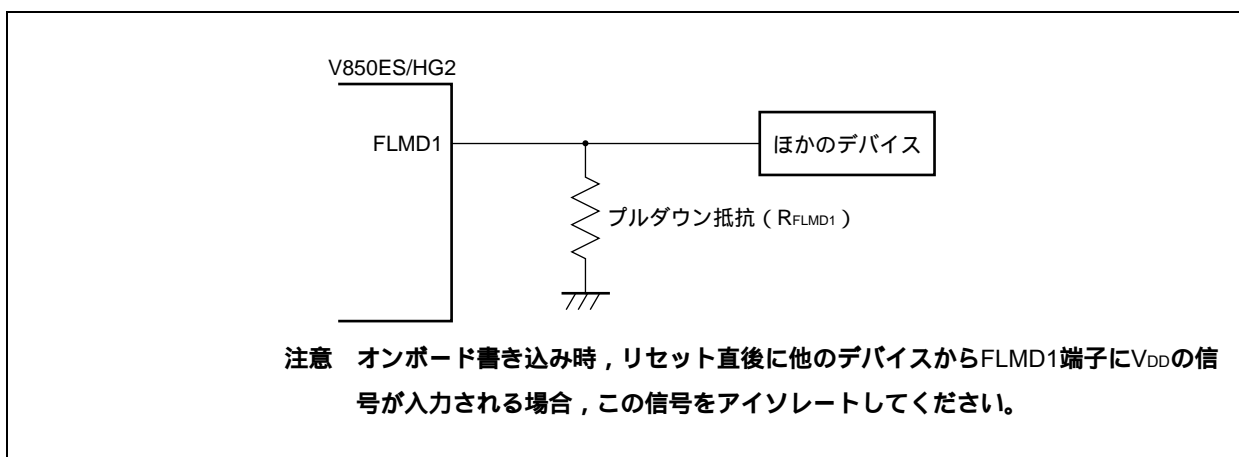 V850ES/HG2
FLMD1
ほかのデバイス
プルダウン抵抗（RFLMD1）
注意　オンボード書き込み時，リセット直後に他のデバイスからFLMD1端子にVDDの信
号が入力される場合，この信号をアイソレートしてください。